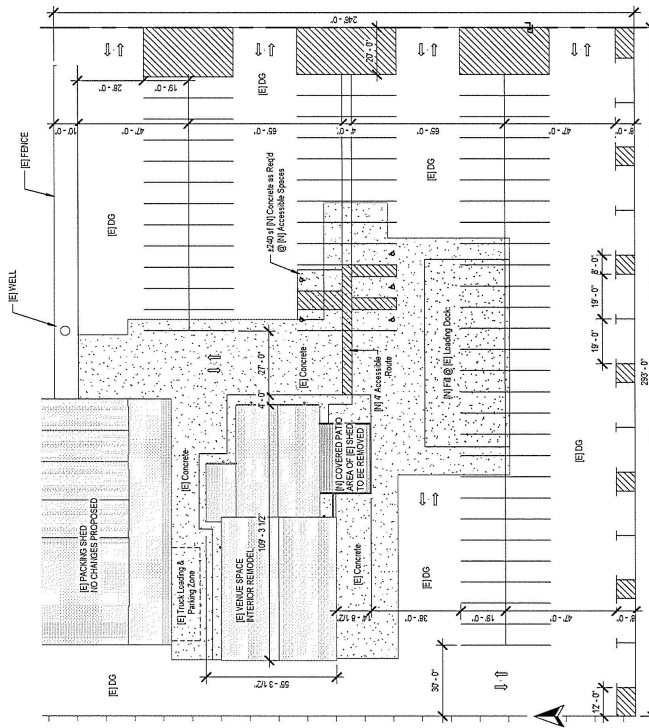 246'-0"
[E] FENCE
[E] WELL
10'-0"
26'-0"
19'-0"
47'-0"
[E] DG
[E] DG
65'-0"
4'-0"
65'-0"
20'-0"
[E] DG
47'-0"
8'-0"
±240 sf [N] Concrete as Req'd
@ [N] Accessible Spaces
[E] DG
8'-0"
19'-0"
19'-0"
293'-0"
27'-0"
4'-0"
[E] Concrete
[N] 4' Accessible
Route
[N] Fill @ [E] Loading Dock
[E] PACKING SHED
NO CHANGES PROPOSED
[E] Concrete
[N] COVERED PATIO
AREA OF [E] SHED
TO BE REMOVED
[E] Truck Loading &
Parking Zone
[E] VENUE SPACE
INTERIOR REMODEL
109'-3 1/2"
[E] Concrete
[E] DG
[E] DG
55'-3 1/2"
14'-8 1/2"
36'-0"
19'-0"
47'-0"
8'-0"
[E] DG
30'-0"
12'-0"